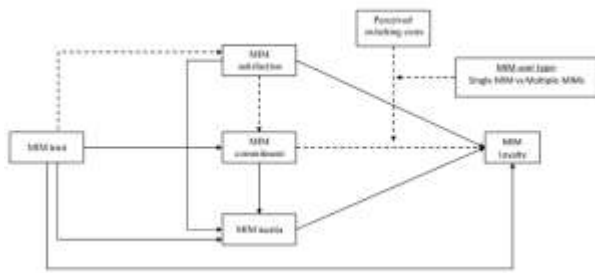 Perceived
switching costs
MIM
satisfaction
MIM user type:
Single MIM vs Multiple MIMs
MIM trust
MIM
commitment
MIM
loyalty
MIM inertia